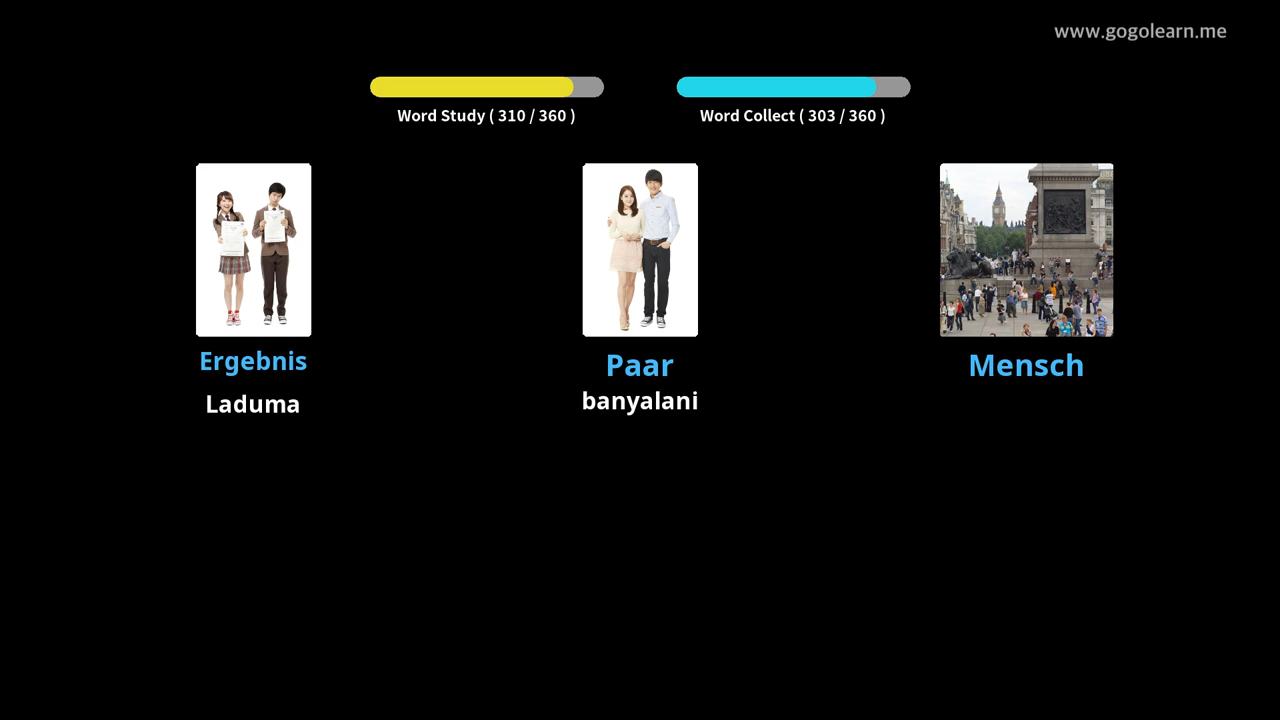 www.gogolearn.me
Word Study ( 310 / 360 )
Word Collect ( 303 / 360 )
Ergebnis
Laduma
Paar
banyalani
Mensch